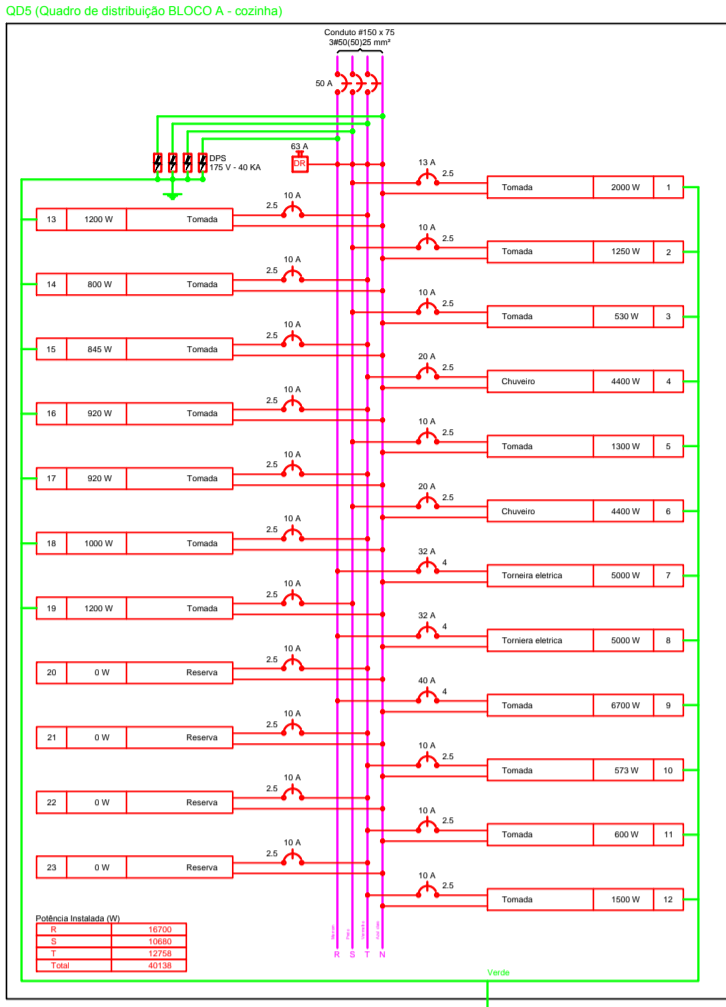 QD5 (Quadro de distribuição BLOCO A - cozinha)
Conduto #150 x 75
3#50(50)25 mm²
50 A
DPS
175 V - 40 KA
63 A
DR
13 A
2.5
Tomada 2000 W 1
10 A
2.5
13 1200 W Tomada
10 A
2.5
Tomada 1250 W 2
10 A
2.5
14 800 W Tomada
10 A
2.5
Tomada 530 W 3
10 A
2.5
15 845 W Tomada
20 A
2.5
Chuveiro 4400 W 4
10 A
2.5
16 920 W Tomada
10 A
2.5
Tomada 1300 W 5
10 A
2.5
17 920 W Tomada
20 A
2.5
Chuveiro 4400 W 6
10 A
2.5
18 1000 W Tomada
32 A
4
Torneira eletrica 5000 W 7
10 A
2.5
19 1200 W Tomada
32 A
4
Torniera eletrica 5000 W 8
10 A
2.5
20 0 W Reserva
40 A
4
Tomada 6700 W 9
10 A
2.5
21 0 W Reserva
10 A
2.5
Tomada 573 W 10
10 A
2.5
22 0 W Reserva
10 A
2.5
Tomada 600 W 11
10 A
2.5
23 0 W Reserva
10 A
2.5
Tomada 1500 W 12
Potência Instalada (W)
R 16700
S 10680
T 12758
Total 40138
R S T N
Verde